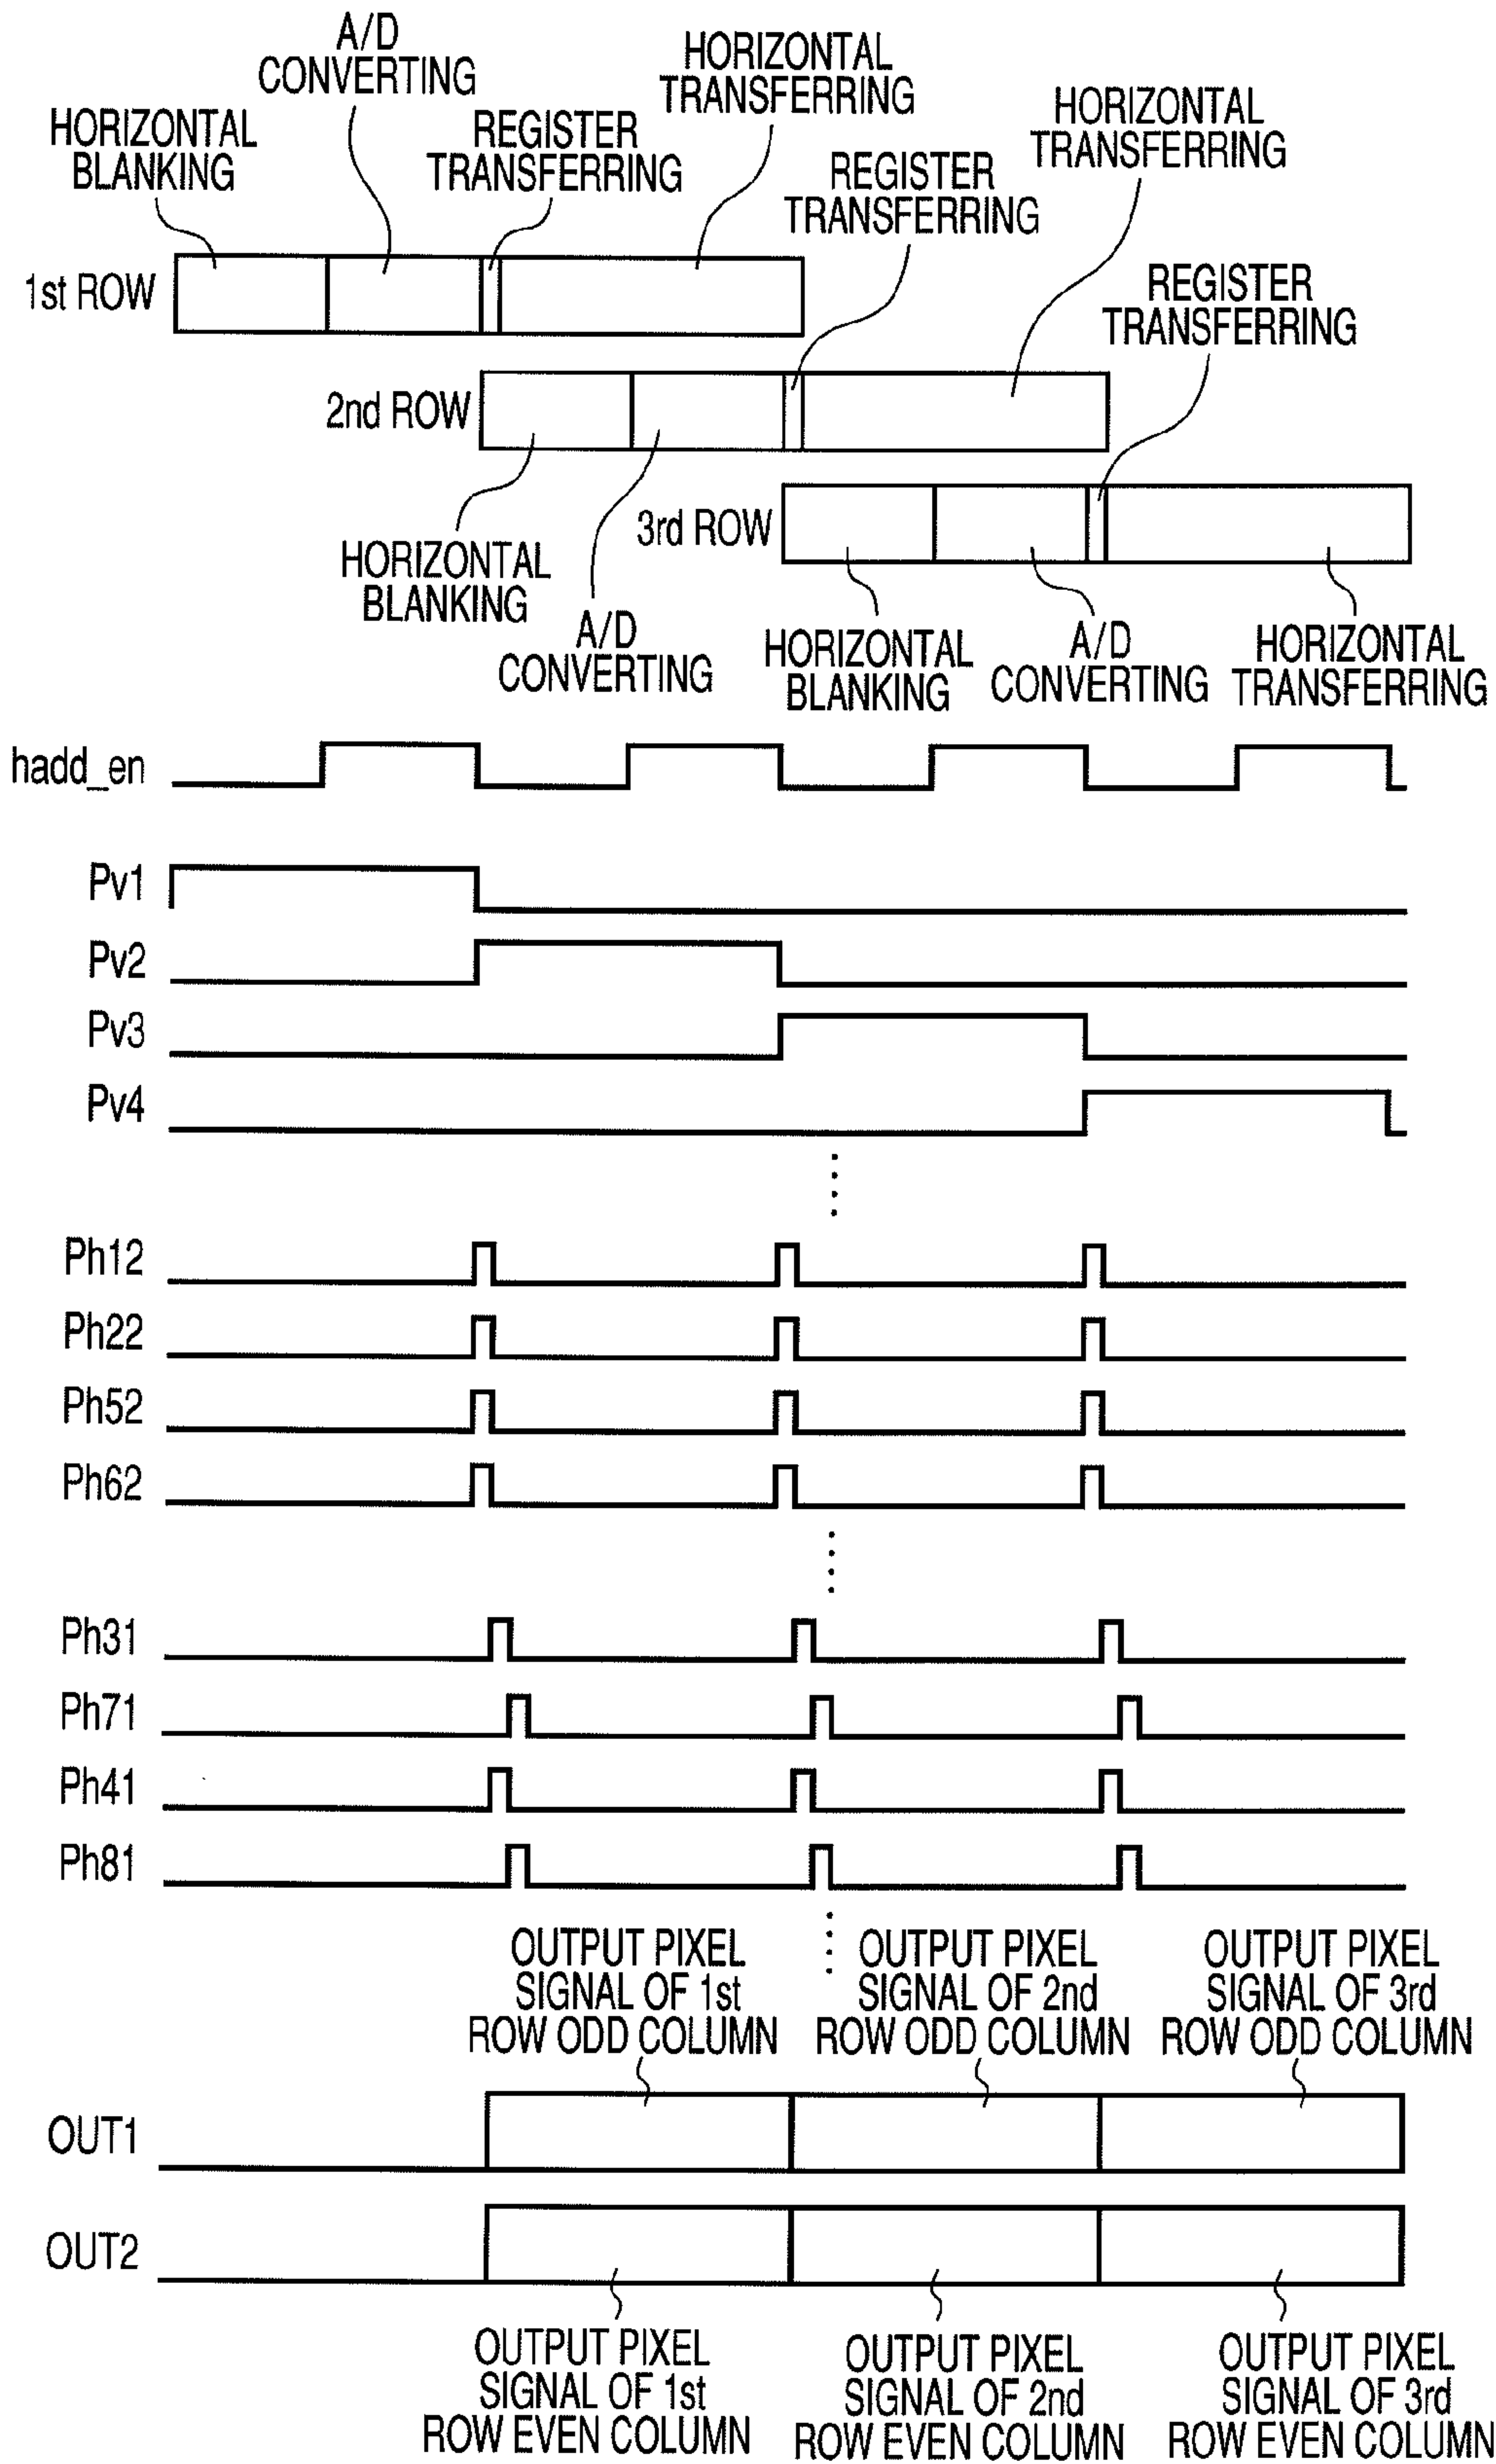 A/D
CONVERTING
HORIZONTAL
TRANSFERRING
HORIZONTAL
BLANKING
REGISTER
TRANSFERRING
HORIZONTAL
TRANSFERRING
REGISTER
TRANSFERRING
1st ROW
REGISTER
TRANSFERRING
2nd ROW
3rd ROW
HORIZONTAL
BLANKING
A/D
CONVERTING
HORIZONTAL
BLANKING
A/D
CONVERTING
HORIZONTAL
TRANSFERRING
hadd_en
Pv1
Pv2
Pv3
Pv4
Ph12
Ph22
Ph52
Ph62
Ph31
Ph71
Ph41
Ph81
OUTPUT PIXEL
SIGNAL OF 1st
ROW ODD COLUMN
OUTPUT PIXEL
SIGNAL OF 2nd
ROW ODD COLUMN
OUTPUT PIXEL
SIGNAL OF 3rd
ROW ODD COLUMN
OUT1
OUT2
OUTPUT PIXEL
SIGNAL OF 1st
ROW EVEN COLUMN
OUTPUT PIXEL
SIGNAL OF 2nd
ROW EVEN COLUMN
OUTPUT PIXEL
SIGNAL OF 3rd
ROW EVEN COLUMN